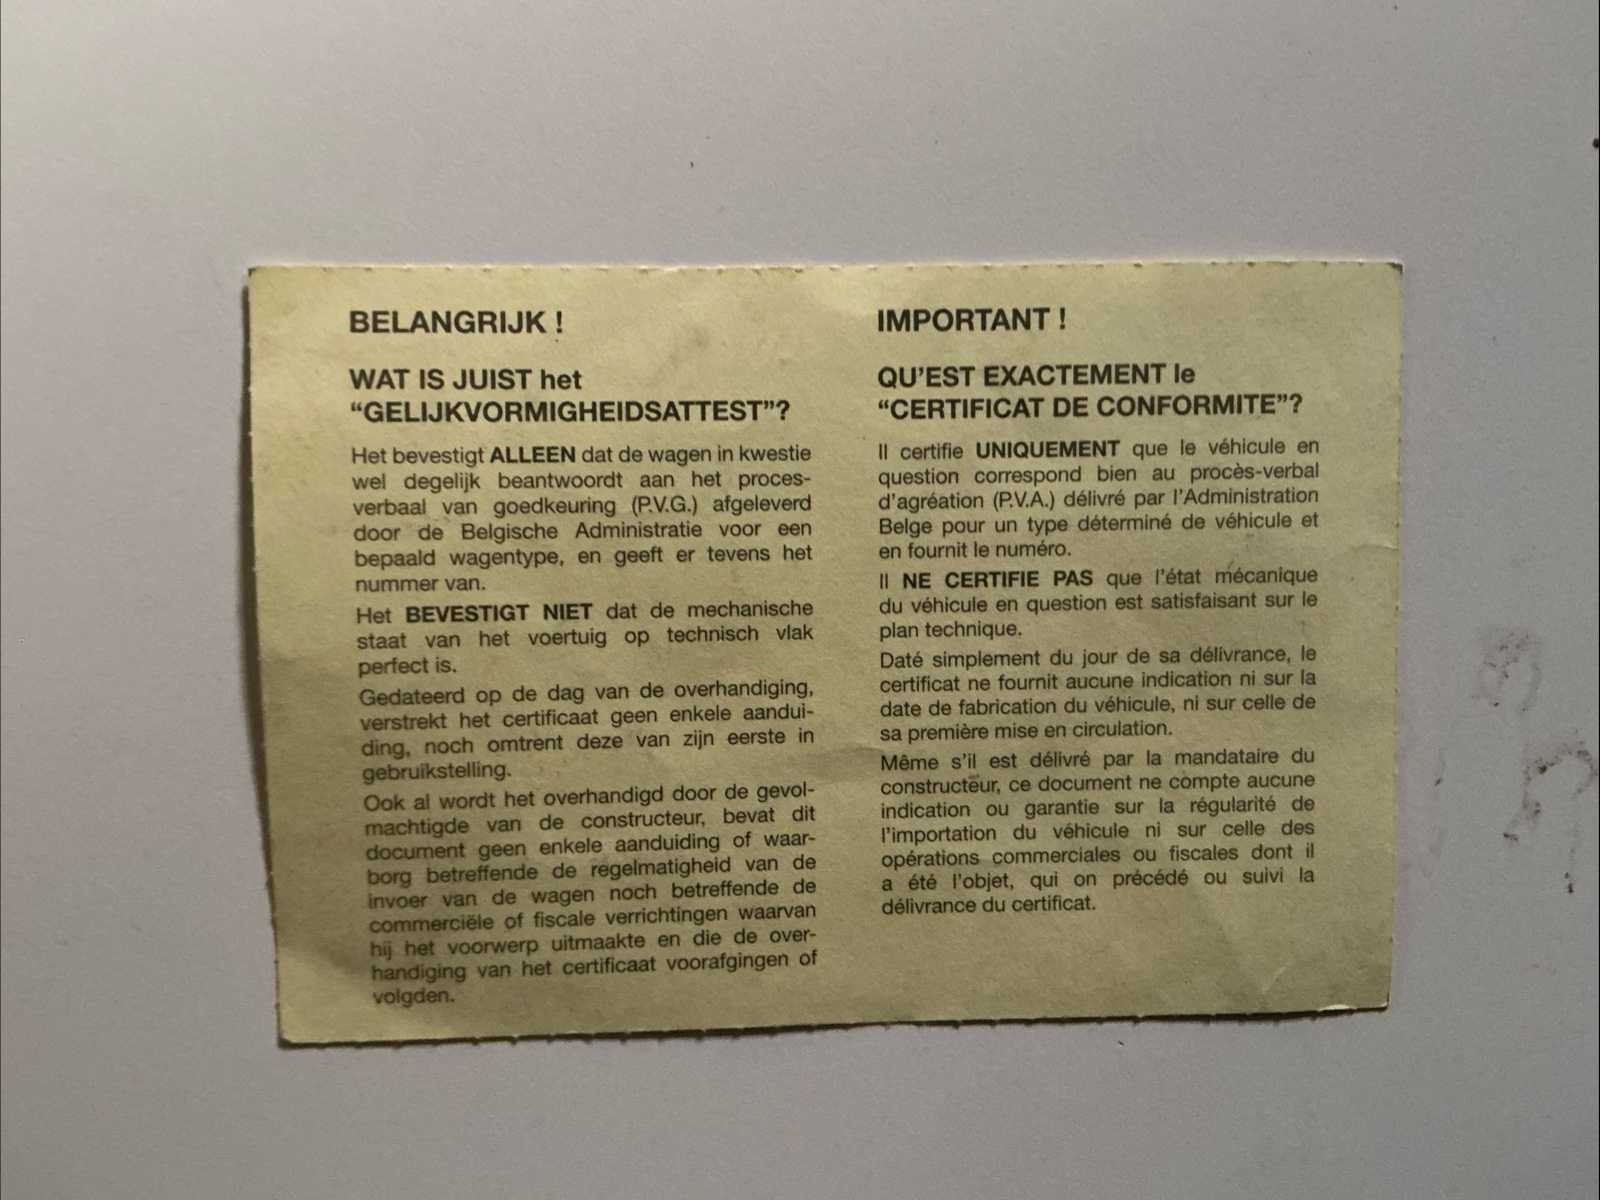 BELANGRIJK !
WAT IS JUIST het
“GELIJKVORMIGHEIDSATTEST”?
Het bevestigt ALLEEN dat de wagen in kwestie
wel degelijk beantwoordt aan het proces-
verbaal van goedkeuring (P.V.G.) afgeleverd
door de Belgische Administratie voor een
bepaald wagentype, en geeft er tevens het
nummer van.
Het BEVESTIGT NIET dat de mechanische
staat van het voertuig op technisch vlak
perfect is.
Gedateerd op de dag van de overhandiging,
verstrekt het certificaat geen enkele aandui-
ding, noch omtrent deze van zijn eerste in
gebruikstelling.
Ook al wordt het overhandigd door de gevol-
machtigde van de constructeur, bevat dit
document geen enkele aanduiding of waar-
borg betreffende de regelmatigheid van de
invoer van de wagen noch betreffende de
commerciële of fiscale verrichtingen waarvan
hij het voorwerp uitmaakte en die de over-
handiging van het certificaat voorafgingen of
volgden.
IMPORTANT !
QU’EST EXACTEMENT le
“CERTIFICAT DE CONFORMITE”?
Il certifie UNIQUEMENT que le véhicule en
question correspond bien au procès-verbal
d’agréation (P.V.A.) délivré par l’Administration
Belge pour un type déterminé de véhicule et
en fournit le numéro.
Il NE CERTIFIE PAS que l’état mécanique
du véhicule en question est satisfaisant sur le
plan technique.
Daté simplement du jour de sa délivrance, le
certificat ne fournit aucune indication ni sur la
date de fabrication du véhicule, ni sur celle de
sa première mise en circulation.
Même s’il est délivré par la mandataire du
constructeur, ce document ne compte aucune
indication ou garantie sur la régularité de
l’importation du véhicule ni sur celle des
opérations commerciales ou fiscales dont il
a été l’objet, qui on précédé ou suivi la
délivrance du certificat.